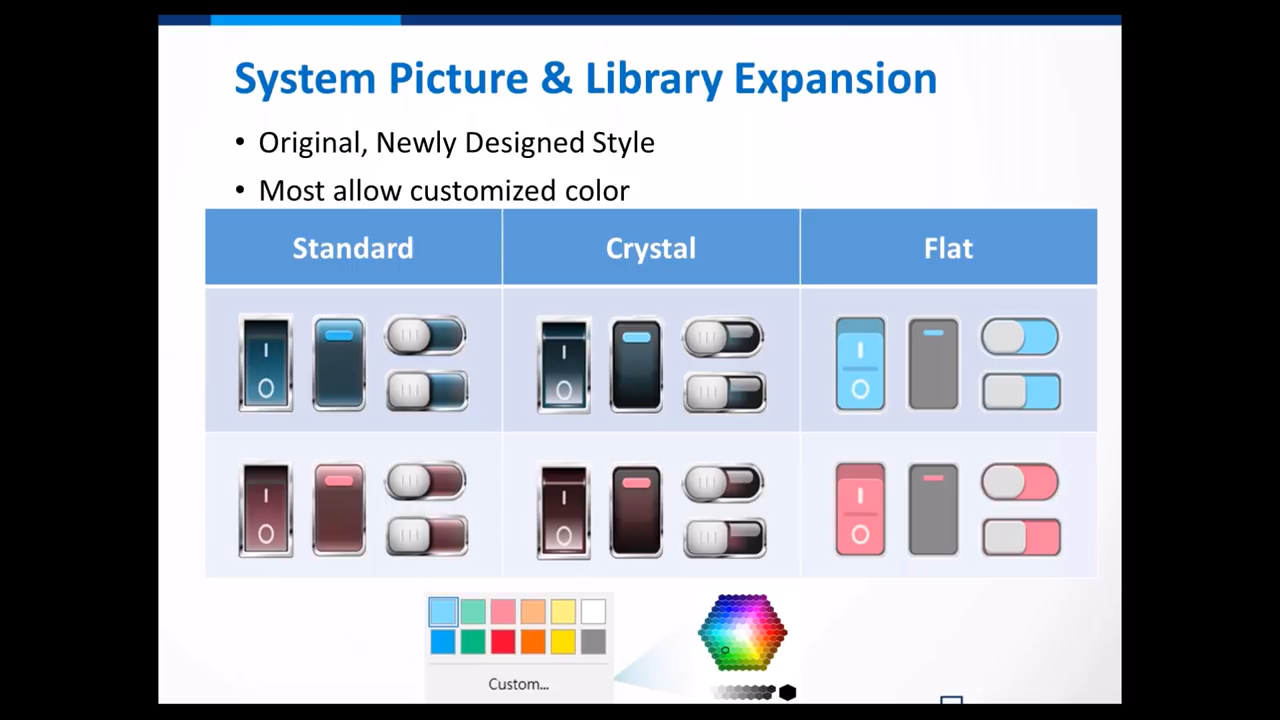 System Picture & Library Expansion
• Original, Newly Designed Style
• Most allow customized color
Standard Crystal Flat
Custom...